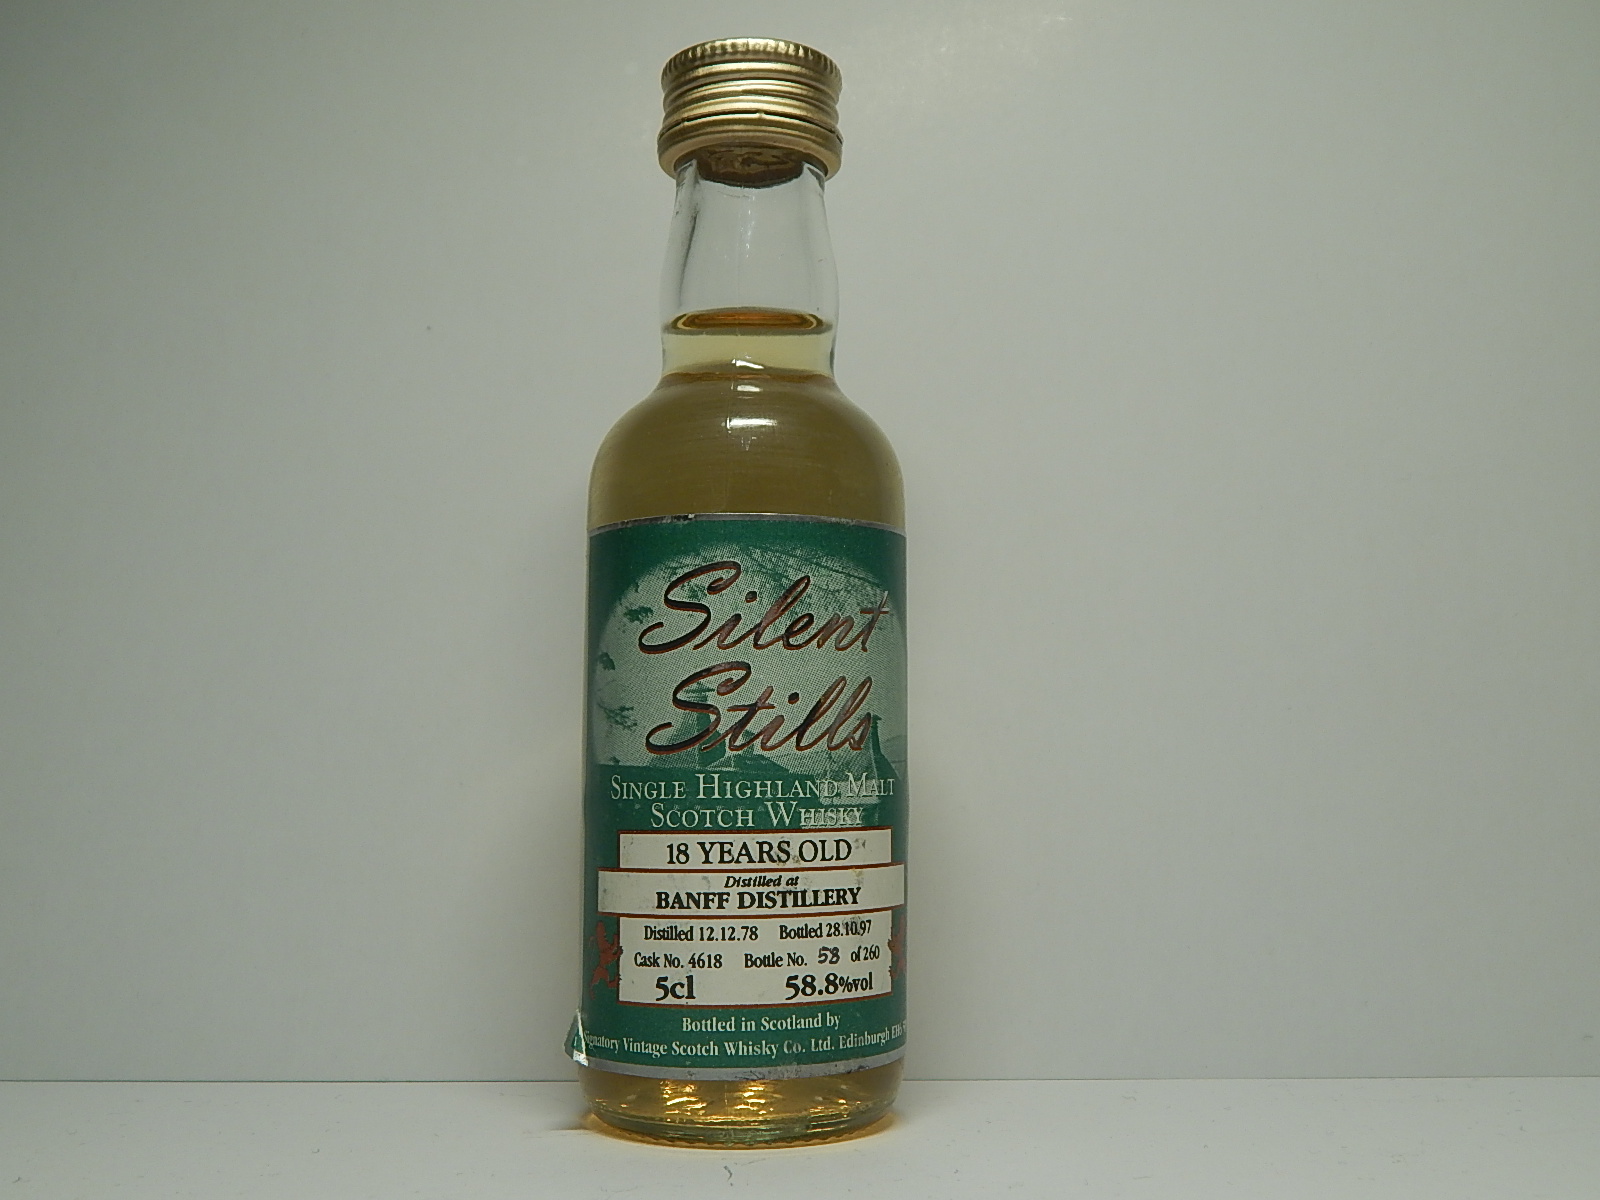 Silent
Stills
SINGLE HIGHLAND MALT
SCOTCH WHISKY
18 YEARS OLD
Distilled at
BANFF DISTILLERY
Distilled 12.12.78 Bottled 28.10.97
Cask No. 4618 Bottle No. 58 of 260
5cl 58.8%vol
Bottled in Scotland by
Signatory Vintage Scotch Whisky Co. Ltd. Edinburgh EH6